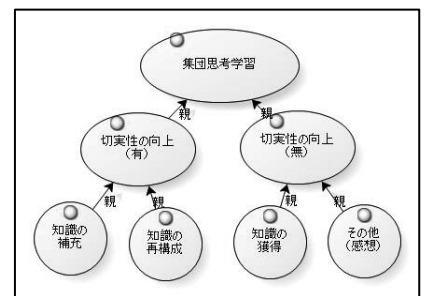 集団思考学習
親
親
切実性の向上
(有)
切実性の向上
(無)
親
親
親
親
知識の
補充
知識の
再構成
知識の
獲得
その他
(感想)